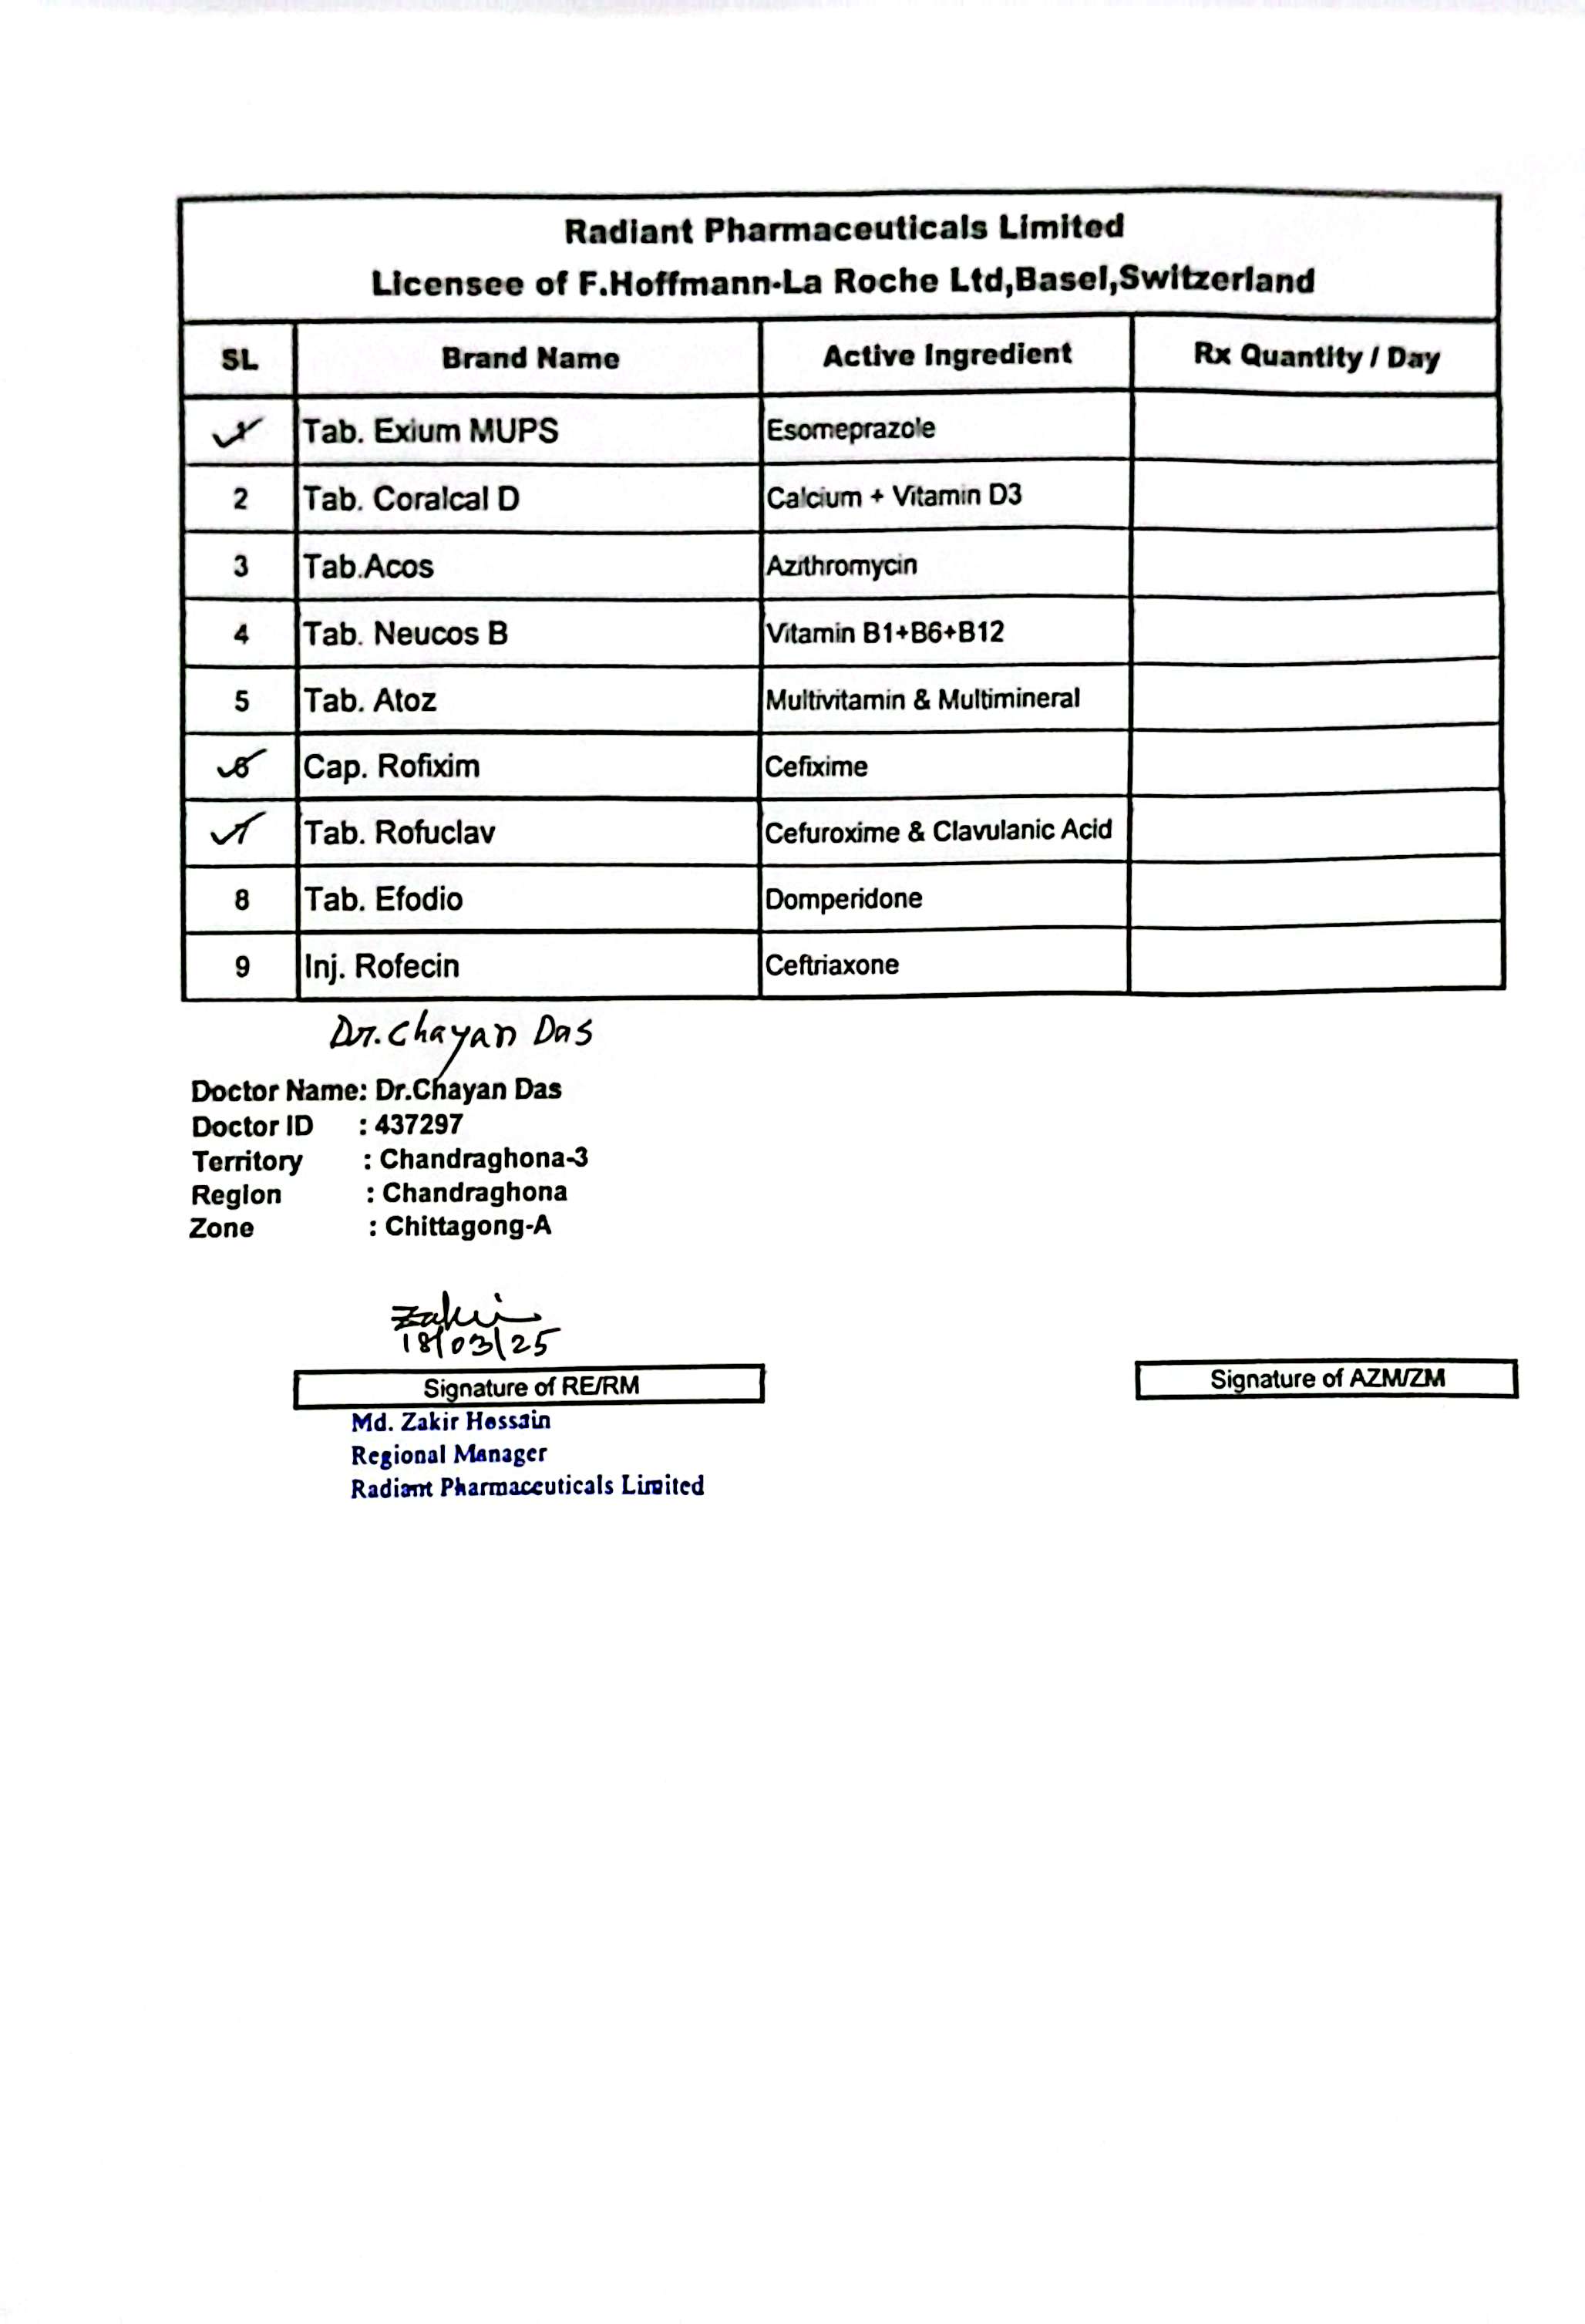 Radiant Pharmaceuticals Limited
Licensee of F.Hoffmann-La Roche Ltd,Basel,Switzerland
SL Brand Name Active Ingredient Rx Quantity / Day
1 Tab. Exium MUPS Esomeprazole
2 Tab. Coralcal D Calcium + Vitamin D3
3 Tab.Acos Azithromycin
4 Tab. Neucos B Vitamin B1+B6+B12
5 Tab. Atoz Multivitamin & Multimineral
6 Cap. Rofixim Cefixime
7 Tab. Rofuclav Cefuroxime & Clavulanic Acid
8 Tab. Efodio Domperidone
9 Inj. Rofecin Ceftriaxone
Dr. Chayan Das
Doctor Name: Dr.Chayan Das
Doctor ID : 437297
Territory : Chandraghona-3
Region : Chandraghona
Zone : Chittagong-A
Zakir
18/03/25
Signature of RE/RM Signature of AZM/ZM
Md. Zakir Hossain
Regional Manager
Radiant Pharmaceuticals Limited